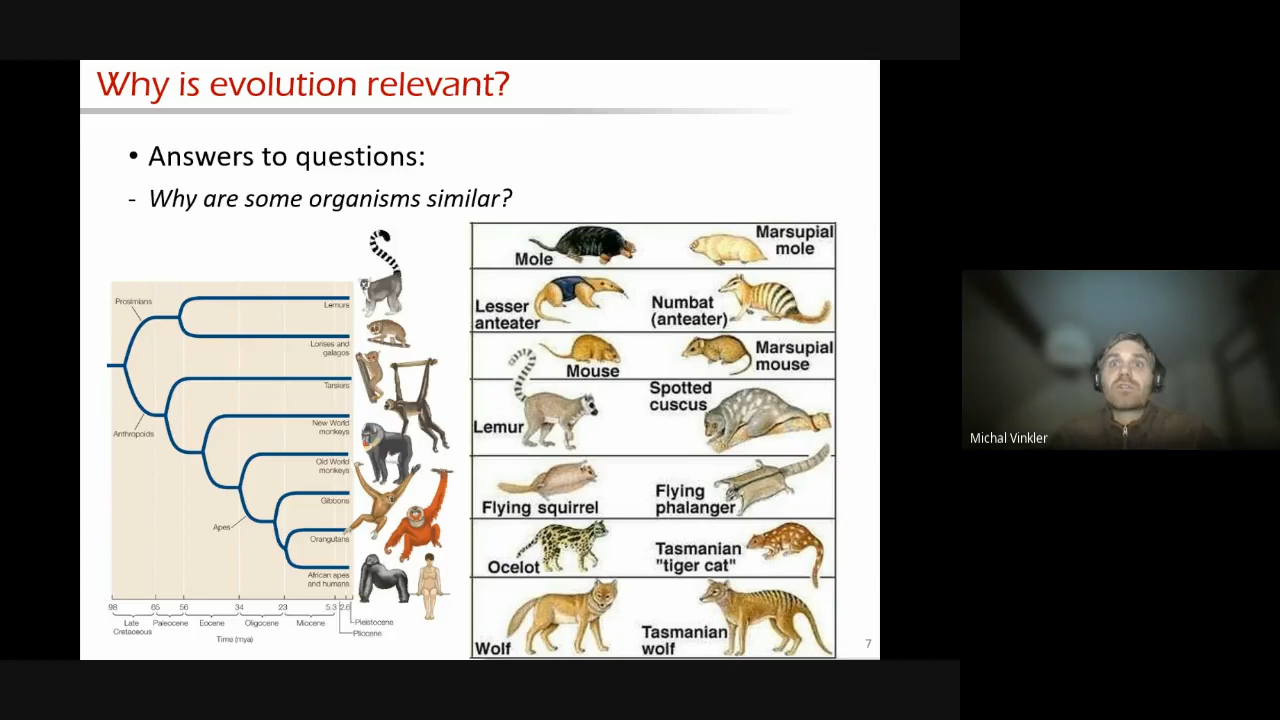 Why is evolution relevant?
• Answers to questions:
- Why are some organisms similar?
Prosimians
Anthropoids
Apes
Lemurs
Lorises and
galagos
Tarsiers
New World
monkeys
Old World
monkeys
Gibbons
Orangutans
African apes
and humans
98 65 56 34 23 5.3 2.6
Late
Cretaceous
Paleocene
Eocene
Oligocene
Miocene
Pleistocene
Pliocene
Time (mya)
Mole
Marsupial
mole
Lesser
anteater
Numbat
(anteater)
Mouse
Marsupial
mouse
Lemur
Spotted
cuscus
Flying squirrel
Flying
phalanger
Ocelot
Tasmanian
"tiger cat"
Wolf
Tasmanian
wolf
7
Michal Vinkler